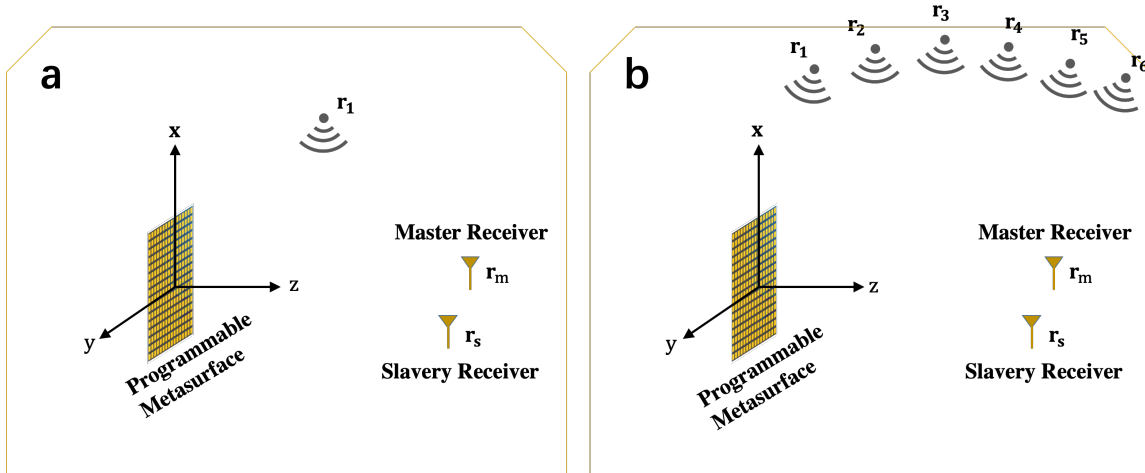 a
r₁
x
Master Receiver
rₘ
z
y
rₛ
Programmable
Metasurface
Slavery Receiver
b
r₁
r₂
r₃
r₄
r₅
r₆
x
Master Receiver
rₘ
z
y
rₛ
Programmable
Metasurface
Slavery Receiver